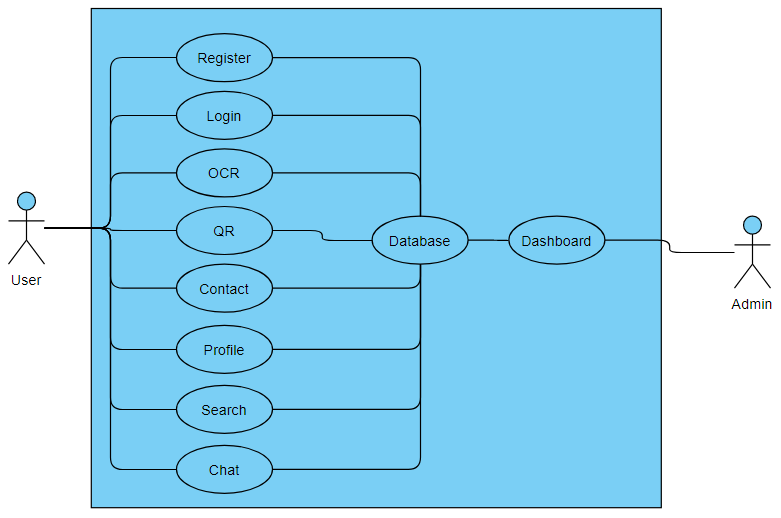 Register
Login
OCR
QR
Contact
Profile
Search
Chat
Database
Dashboard
User
Admin